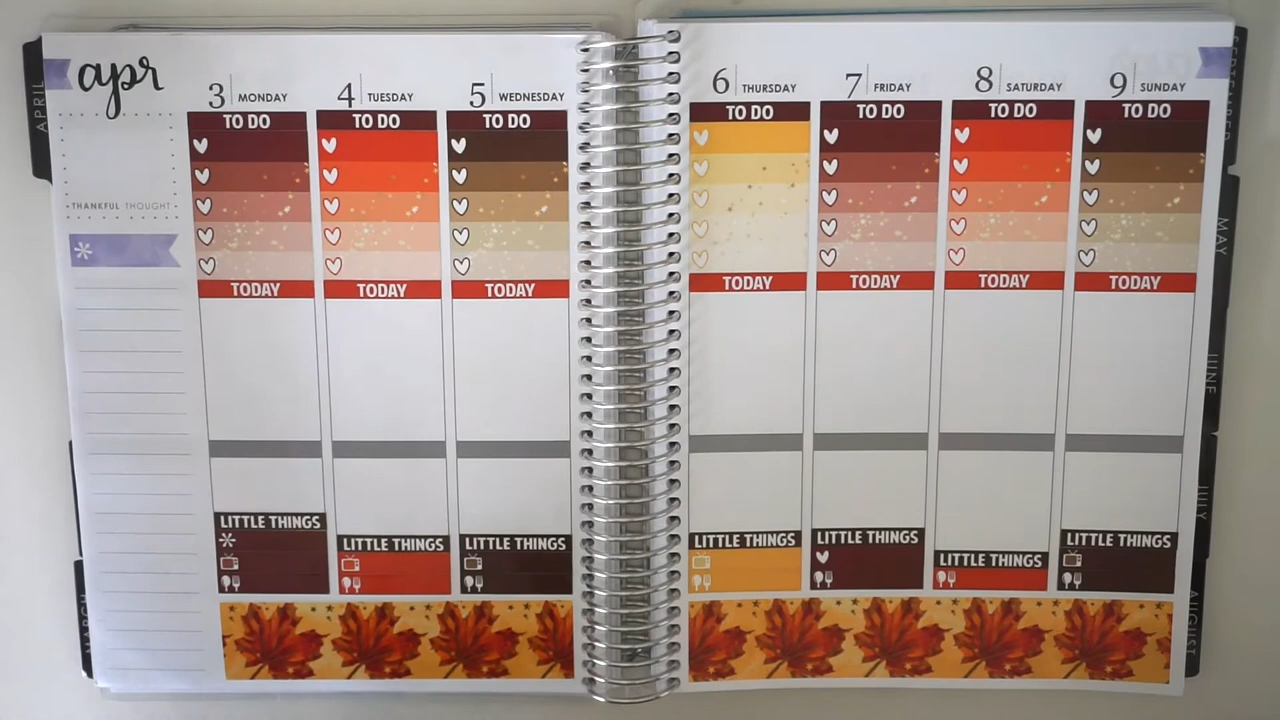 apr
3 MONDAY
4 TUESDAY
5 WEDNESDAY
6 THURSDAY
7 FRIDAY
8 SATURDAY
9 SUNDAY
TO DO
TO DO
TO DO
TO DO
TO DO
TO DO
TO DO
THANKFUL THOUGHT
TODAY
TODAY
TODAY
TODAY
TODAY
TODAY
TODAY
LITTLE THINGS
LITTLE THINGS
LITTLE THINGS
LITTLE THINGS
LITTLE THINGS
LITTLE THINGS
LITTLE THINGS
APRIL
MARCH
SEPTEMBER
MAY
JUNE
JULY
AUGUST